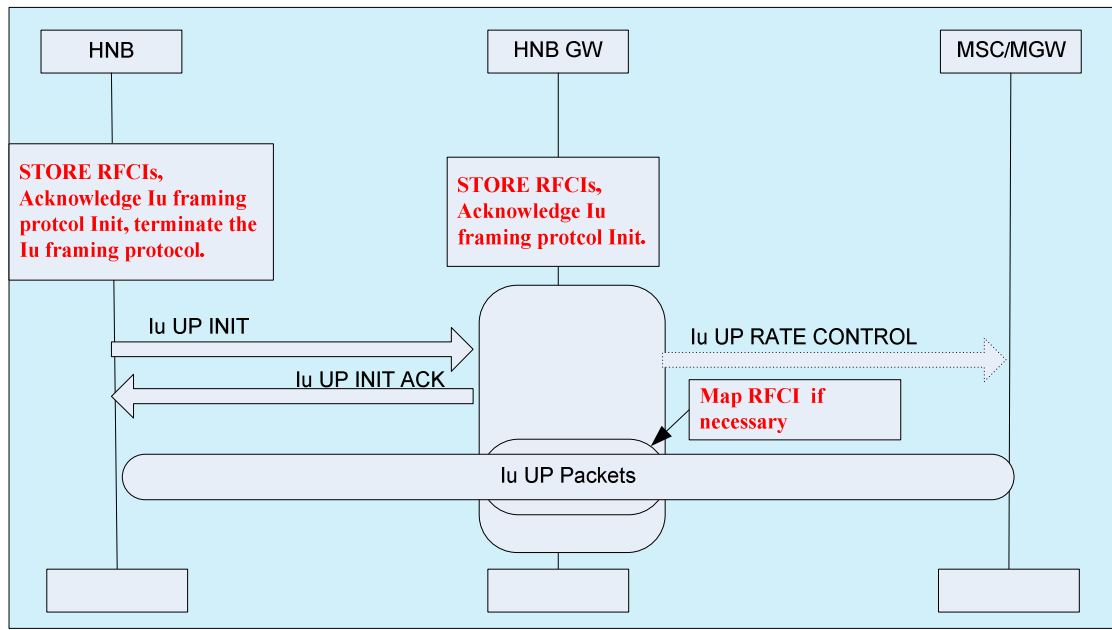 HNB
HNB GW
MSC/MGW
STORE RFCIs,
Acknowledge Iu framing
protcol Init, terminate the
Iu framing protocol.
STORE RFCIs,
Acknowledge Iu
framing protcol Init.
Iu UP INIT
Iu UP RATE CONTROL
Iu UP INIT ACK
Map RFCI if
necessary
Iu UP Packets